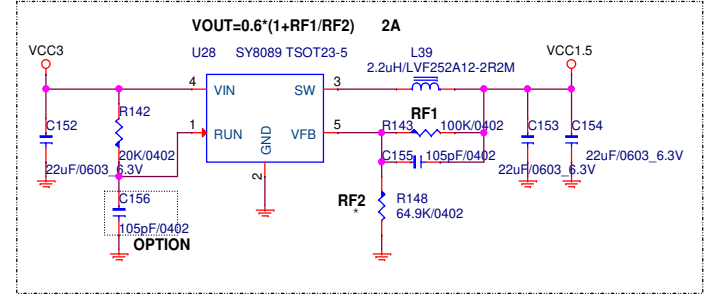 VOUT=0.6*(1+RF1/RF2) 2A
VCC3
U28 SY8089 TSOT23-5
L39
2.2uH/LVF252A12-2R2M
VCC1.5
4 VIN SW 3
C152
R142
RF1
1 RUN VFB 5
R143 100K/0402
C153 C154
GND
20K/0402
C155 105pF/0402
22uF/0603_6.3V
22uF/0603_6.3V
22uF/0603_6.3V
2
C156
RF2
*
R148
64.9K/0402
105pF/0402
OPTION